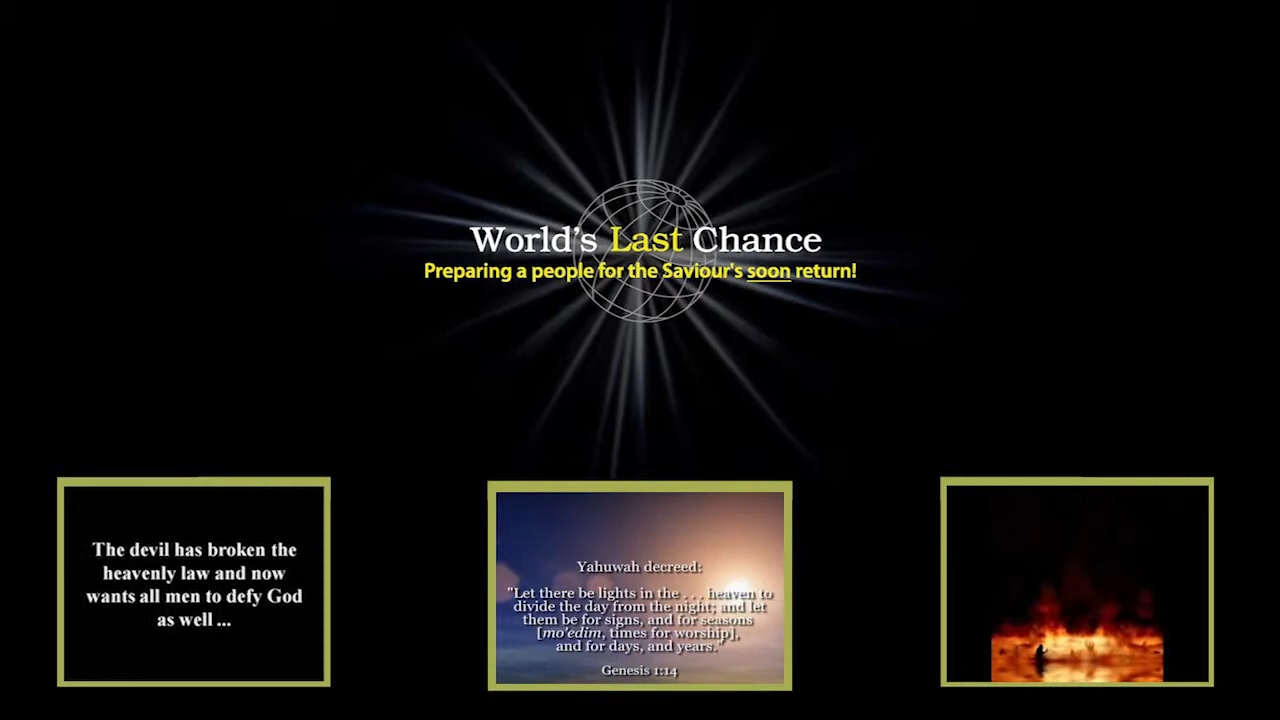 World's Last Chance
Preparing a people for the Saviour's soon return!
The devil has broken the
heavenly law and now
wants all men to defy God
as well ...
Yahuwah decreed:
"Let there be lights in the . . . heaven to
divide the day from the night; and let
them be for signs, and for seasons
[mo'edim, times for worship],
and for days, and years."
Genesis 1:14